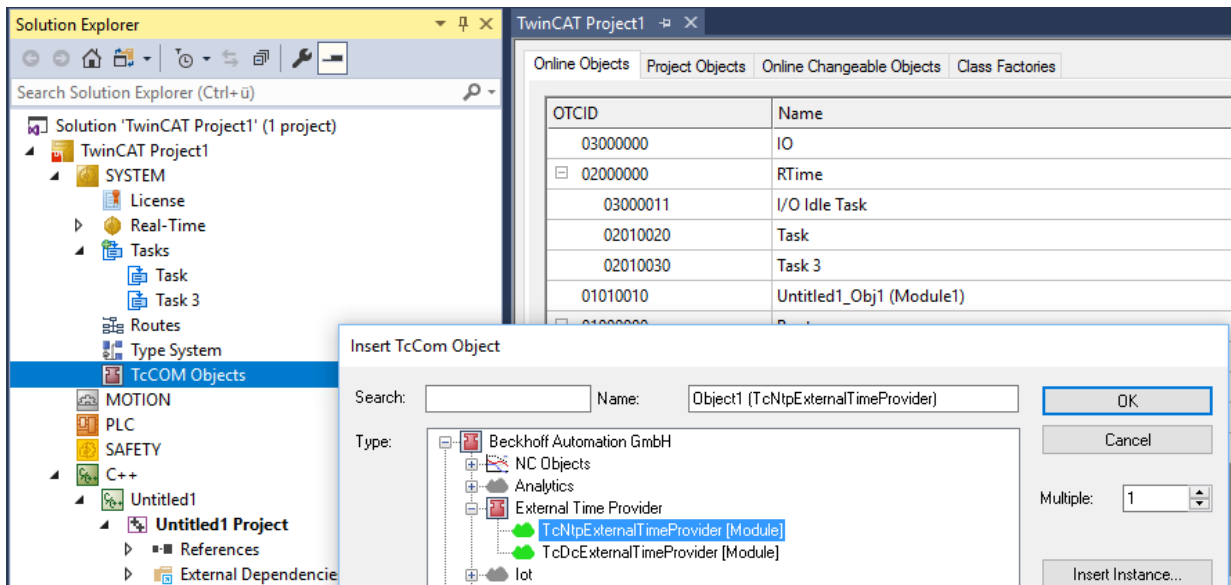 Solution Explorer
Search Solution Explorer (Ctrl+ü)
Solution 'TwinCAT Project1' (1 project)
TwinCAT Project1
SYSTEM
License
Real-Time
Tasks
Task
Task 3
Routes
Type System
TcCOM Objects
MOTION
PLC
SAFETY
C++
Untitled1
Untitled1 Project
References
External Dependencie
TwinCAT Project1
Online Objects Project Objects Online Changeable Objects Class Factories
OTCID Name
03000000 IO
02000000 RTime
03000011 I/O Idle Task
02010020 Task
02010030 Task 3
01010010 Untitled1_Obj1 (Module1)
Insert TcCom Object
Search: Name: Object1 (TcNtpExternalTimeProvider) OK
Type: Beckhoff Automation GmbH Cancel
NC Objects
Analytics Multiple: 1
External Time Provider
TcNtpExternalTimeProvider [Module]
TcDcExternalTimeProvider [Module]
Iot Insert Instance...